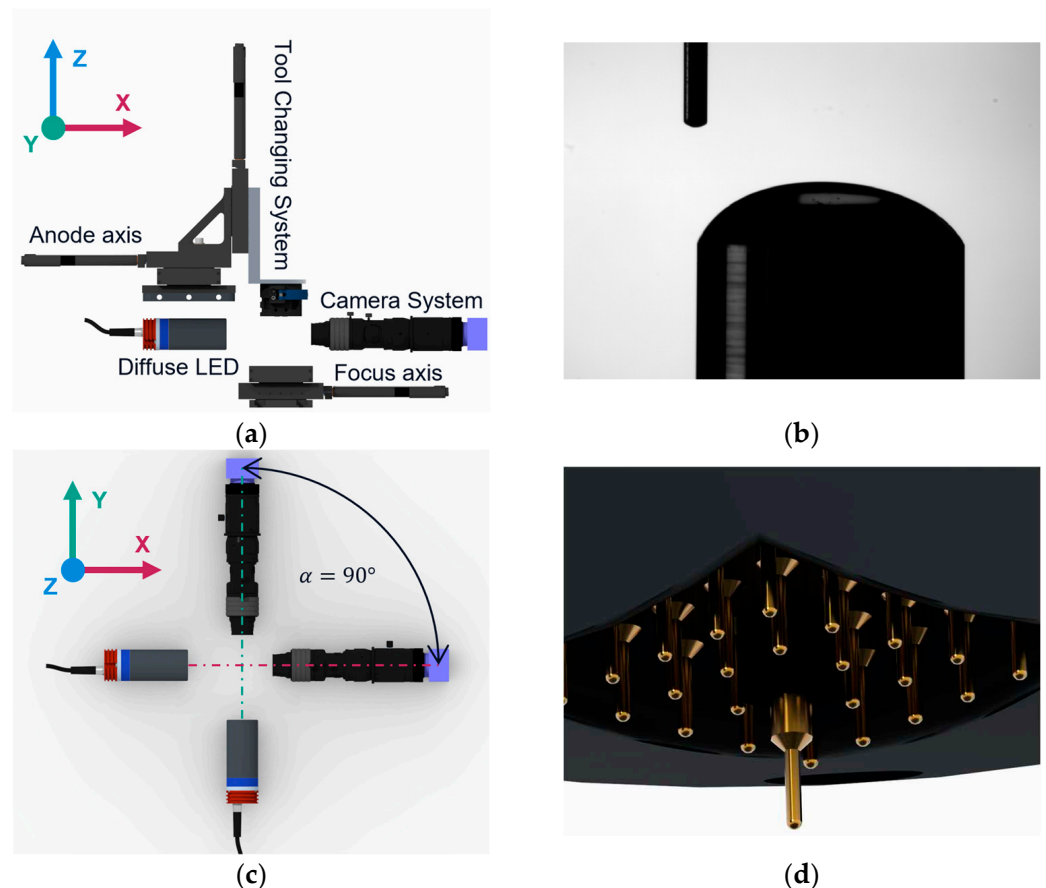 Z
X
Y
Tool Changing System
Anode axis
Camera System
Diffuse LED
Focus axis
(a)
(b)
Y
X
Z
α = 90°
(c)
(d)